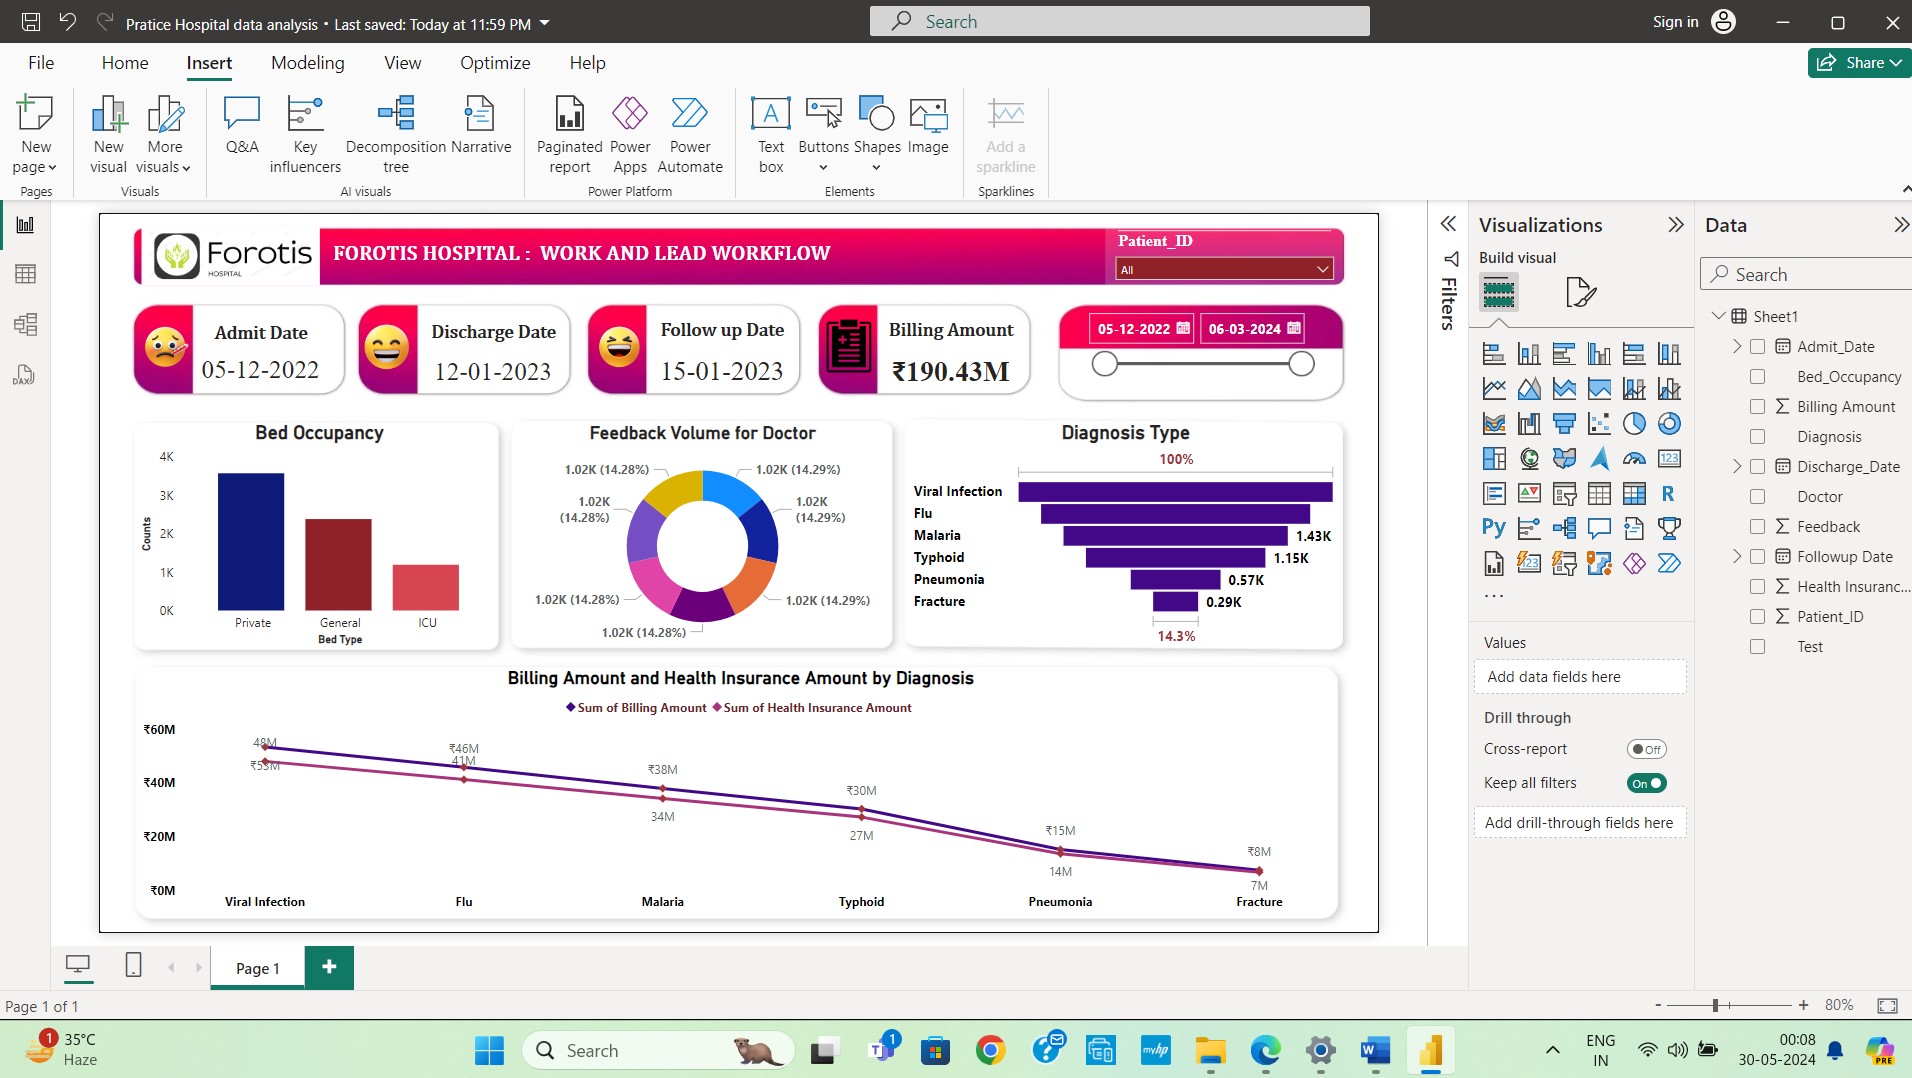 Pratice Hospital data analysis • Last saved: Today at 11:59 PM
Search
Sign in
File Home Insert Modeling View Optimize Help
Share
New page
New visual
More visuals
Q&A
Key influencers
Decomposition tree
Narrative
Paginated report
Power Apps
Power Automate
Text box
Buttons
Shapes
Image
Add a sparkline
Pages
Visuals
AI visuals
Power Platform
Elements
Sparklines
Forotis
HOSPITAL
FOROTIS HOSPITAL : WORK AND LEAD WORKFLOW
Patient_ID
All
Admit Date
05-12-2022
Discharge Date
12-01-2023
Follow up Date
15-01-2023
Billing Amount
₹190.43M
05-12-2022
06-03-2024
Bed Occupancy
4K
3K
2K
1K
0K
Counts
Private General ICU
Bed Type
Feedback Volume for Doctor
1.02K (14.28%)
1.02K (14.29%)
1.02K
(14.28%)
1.02K
(14.29%)
1.02K (14.28%)
1.02K (14.29%)
1.02K (14.28%)
Diagnosis Type
100%
Viral Infection
Flu
Malaria 1.43K
Typhoid 1.15K
Pneumonia 0.57K
Fracture 0.29K
14.3%
Billing Amount and Health Insurance Amount by Diagnosis
Sum of Billing Amount Sum of Health Insurance Amount
₹60M
₹40M
₹20M
₹0M
48M
₹53M
₹46M
41M
₹38M
34M
₹30M
27M
₹15M
14M
₹8M
7M
Viral Infection Flu Malaria Typhoid Pneumonia Fracture
Filters
Visualizations
Build visual
123
R
Py
123
...
Values
Add data fields here
Drill through
Cross-report
Off
Keep all filters
On
Add drill-through fields here
Data
Search
Sheet1
Admit_Date
Bed_Occupancy
Billing Amount
Diagnosis
Discharge_Date
Doctor
Feedback
Followup Date
Health Insuranc...
Patient_ID
Test
DAX
Page 1
Page 1 of 1
- + 80%
1
35°C
Haze
Search
T
1
myhp
W
ENG
IN
00:08
30-05-2024
PRE